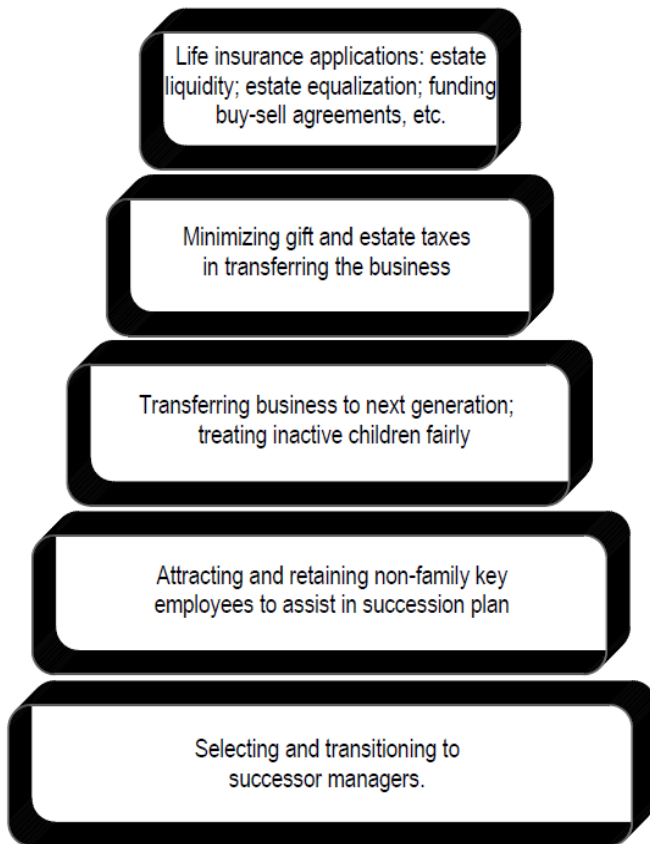 Life insurance applications: estate
liquidity; estate equalization; funding
buy-sell agreements, etc.
Minimizing gift and estate taxes
in transferring the business
Transferring business to next generation;
treating inactive children fairly
Attracting and retaining non-family key
employees to assist in succession plan
Selecting and transitioning to
successor managers.